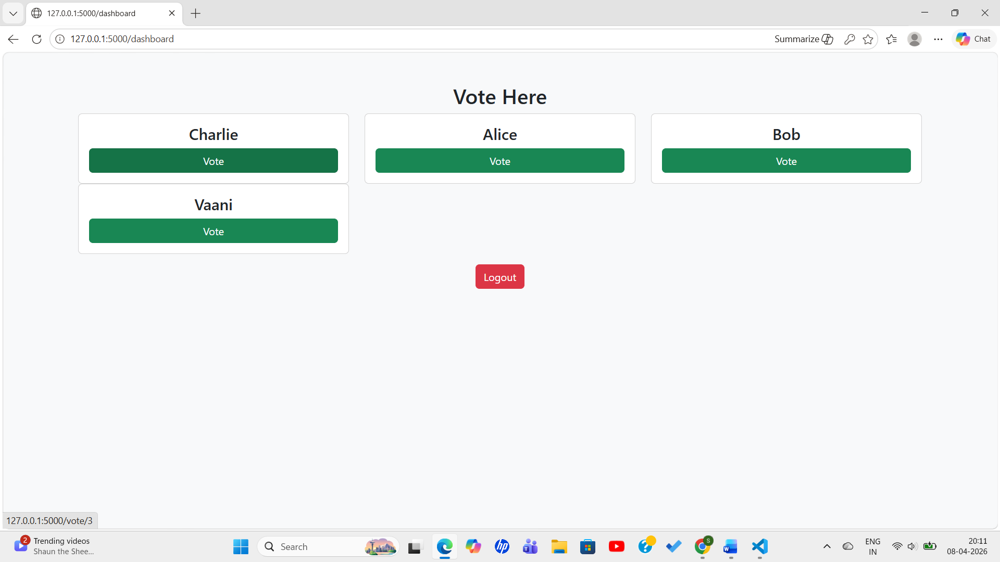 127.0.0.1:5000/dashboard
127.0.0.1:5000/dashboard
Summarize
Chat
Vote Here
Charlie
Vote
Alice
Vote
Bob
Vote
Vaani
Vote
Logout
127.0.0.1:5000/vote/3
2
Trending videos
Shaun the Shee...
Search
hp
T
?
S
W
ENG
IN
20:11
08-04-2026